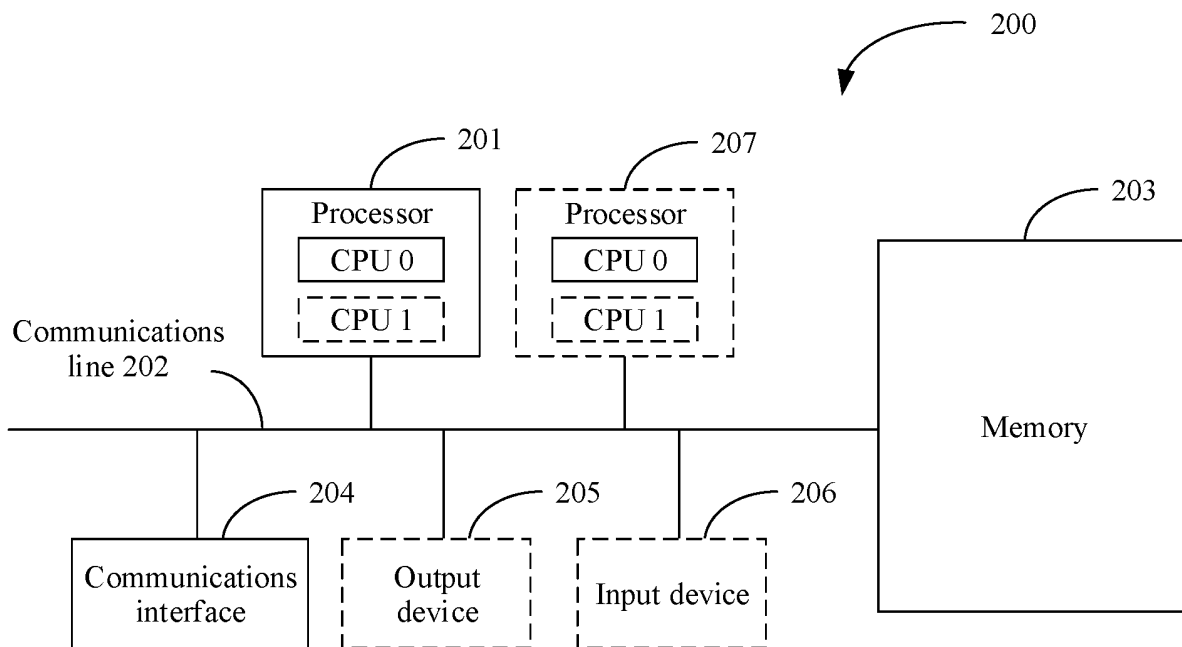 200
201
207
203
Processor
CPU 0
CPU 1
Processor
CPU 0
CPU 1
Communications
line 202
Memory
204
205
206
Communications
interface
Output
device
Input device